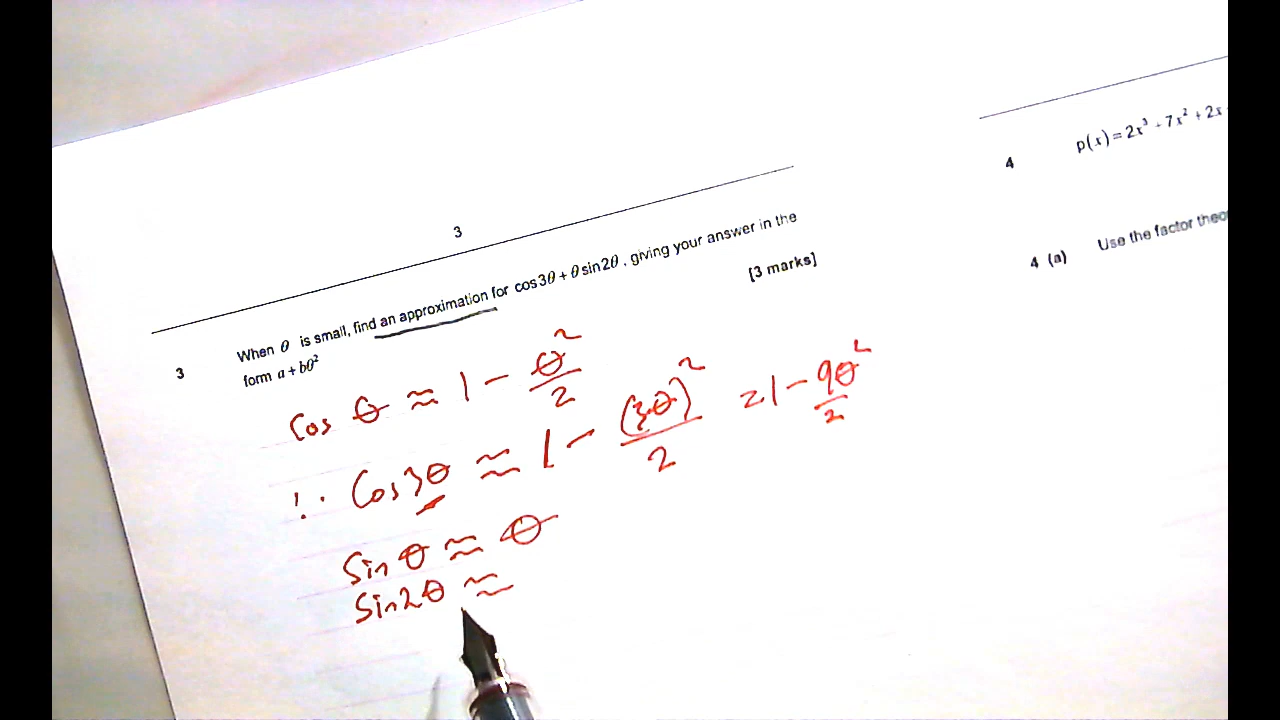 3
3 When θ is small, find an approximation for cos3θ + θ sin2θ, giving your answer in the
form a + bθ²
[3 marks]
Cos θ ≈ 1 − θ²/2
∴ Cos3θ ≈ 1 − (3θ)²/2 = 1 − 9θ²/2
Sin θ ≈ θ
Sin2θ ≈
4 p(x) = 2x³ + 7x² + 2x
4 (a) Use the factor